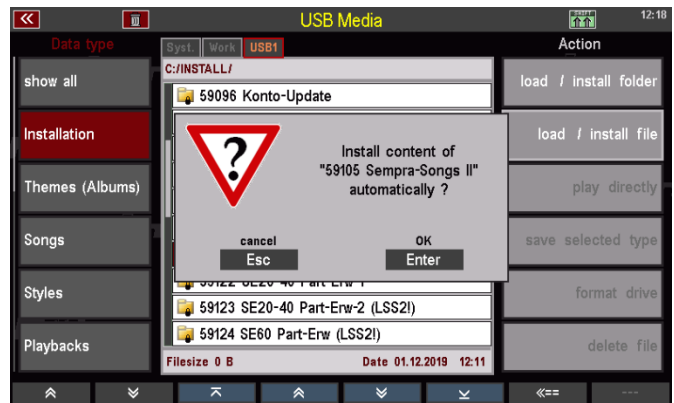 «
USB Media
SHIFT
12:18
Data type
Syst. Work USB1
Action
show all
Installation
Themes (Albums)
Songs
Styles
Playbacks
C:/INSTALL/
59096 Konto-Update
?
Install content of
"59105 Sempra-Songs II"
automatically ?
cancel
Esc
OK
Enter
59123 SE20-40 Part-Erw-2 (LSS2!)
59124 SE60 Part-Erw (LSS2!)
Filesize 0 B
Date 01.12.2019 12:11
load / install folder
load / install file
play directly
save selected type
format drive
delete file
«==
---